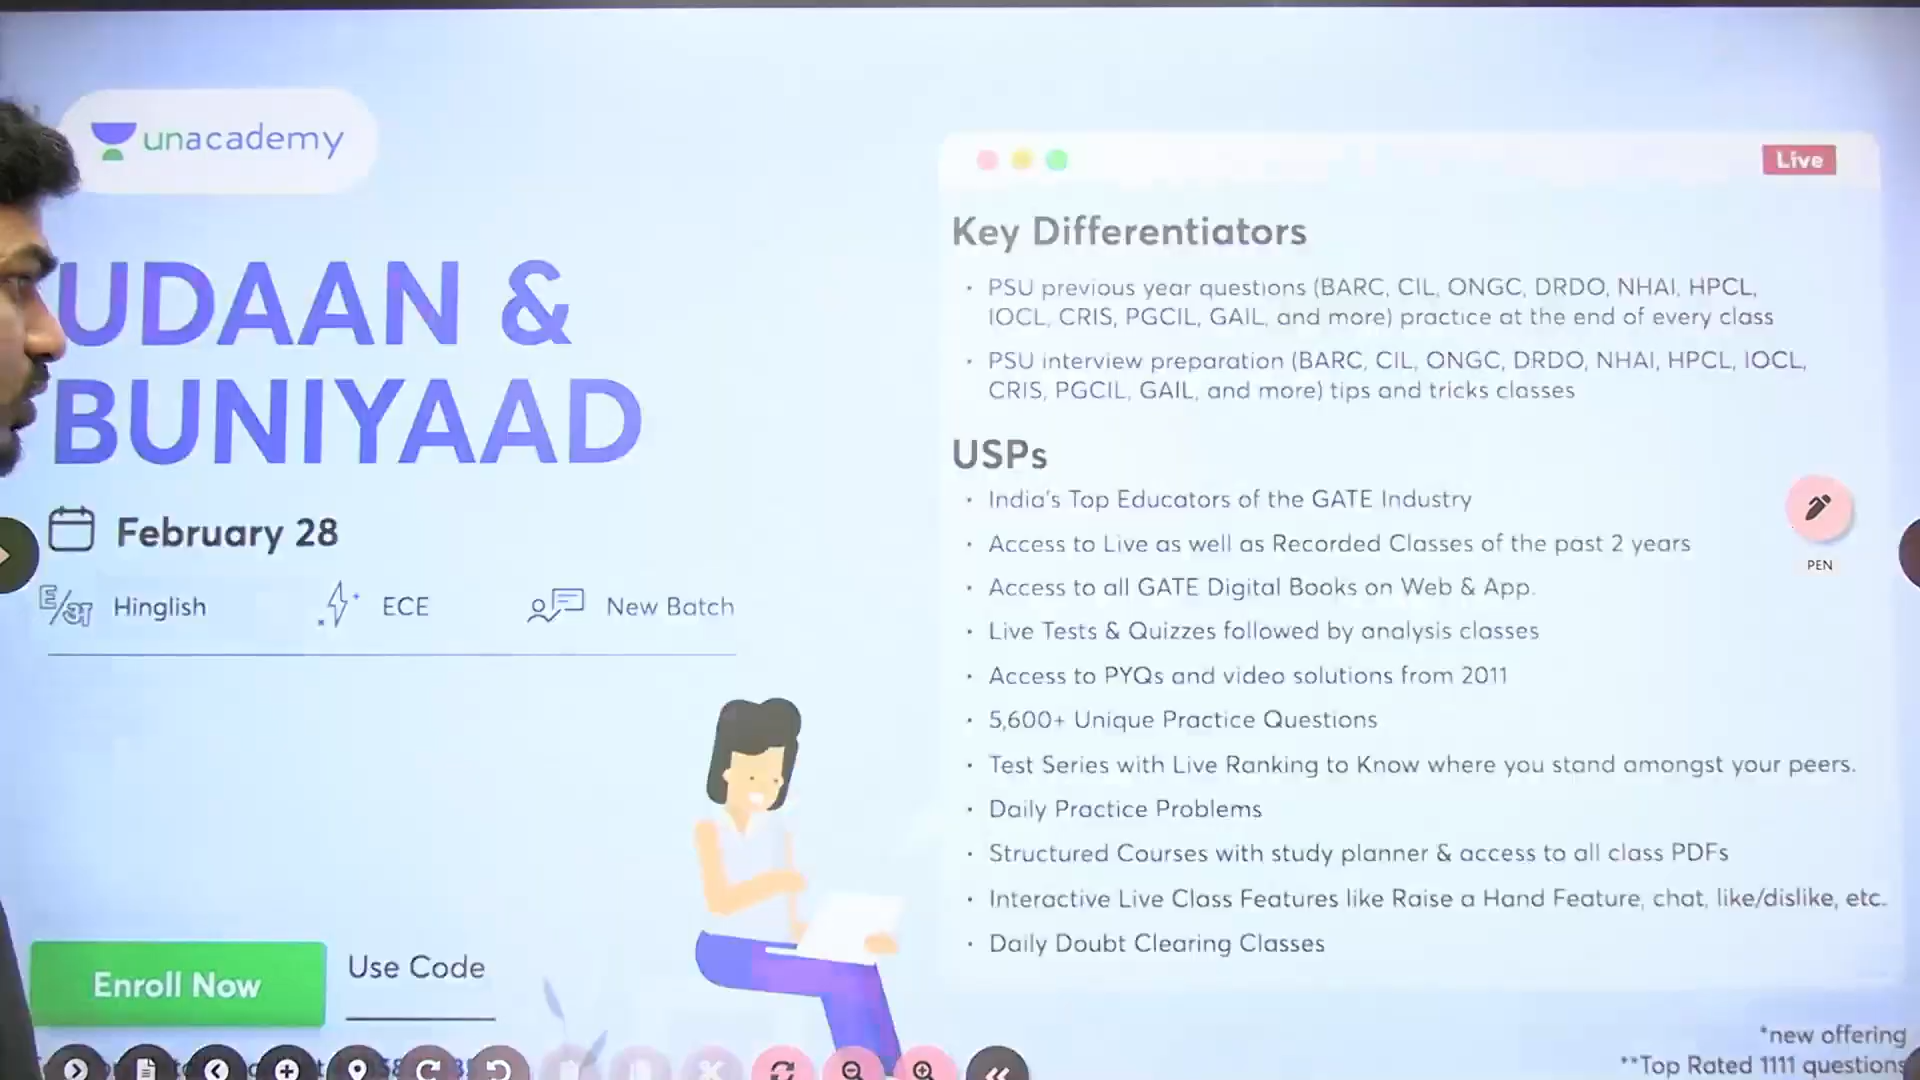 unacademy
UDAAN &
BUNIYAAD
February 28
E/अ Hinglish
ECE
New Batch
Enroll Now
Use Code
Live
Key Differentiators
• PSU previous year questions (BARC, CIL, ONGC, DRDO, NHAI, HPCL,
IOCL, CRIS, PGCIL, GAIL, and more) practice at the end of every class
• PSU interview preparation (BARC, CIL, ONGC, DRDO, NHAI, HPCL, IOCL,
CRIS, PGCIL, GAIL, and more) tips and tricks classes
USPs
• India's Top Educators of the GATE Industry
• Access to Live as well as Recorded Classes of the past 2 years
• Access to all GATE Digital Books on Web & App.
• Live Tests & Quizzes followed by analysis classes
• Access to PYQs and video solutions from 2011
• 5,600+ Unique Practice Questions
• Test Series with Live Ranking to Know where you stand amongst your peers.
• Daily Practice Problems
• Structured Courses with study planner & access to all class PDFs
• Interactive Live Class Features like Raise a Hand Feature, chat, like/dislike, etc.
• Daily Doubt Clearing Classes
PEN
*new offering
**Top Rated 1111 questions